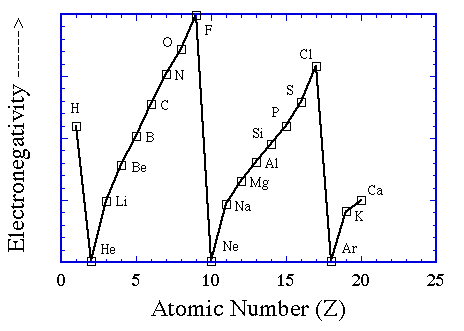 Electronegativity ------>
H
He
Li
Be
B
C
N
O
F
Ne
Na
Mg
Al
Si
P
S
Cl
Ar
K
Ca
0 5 10 15 20 25
Atomic Number (Z)